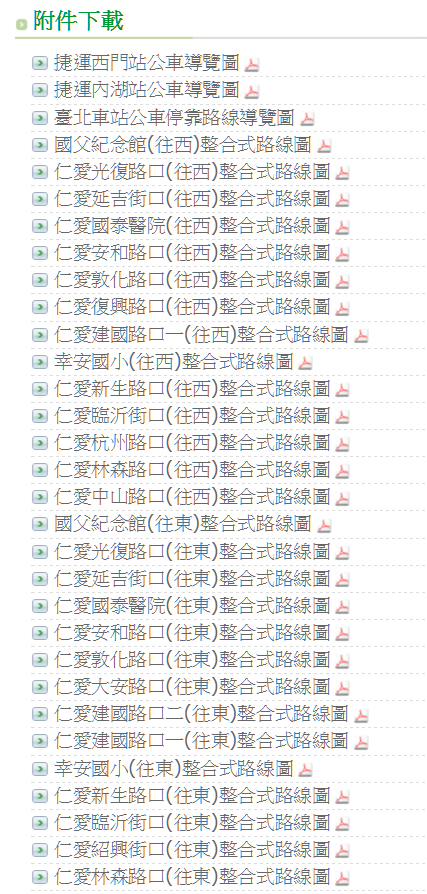 附件下載
捷運西門站公車導覽圖
捷運內湖站公車導覽圖
臺北車站公車停靠路線導覽圖
國父紀念館(往西)整合式路線圖
仁愛光復路口(往西)整合式路線圖
仁愛延吉街口(往西)整合式路線圖
仁愛國泰醫院(往西)整合式路線圖
仁愛安和路口(往西)整合式路線圖
仁愛敦化路口(往西)整合式路線圖
仁愛復興路口(往西)整合式路線圖
仁愛建國路口一(往西)整合式路線圖
幸安國小(往西)整合式路線圖
仁愛新生路口(往西)整合式路線圖
仁愛臨沂街口(往西)整合式路線圖
仁愛杭州路口(往西)整合式路線圖
仁愛林森路口(往西)整合式路線圖
仁愛中山路口(往西)整合式路線圖
國父紀念館(往東)整合式路線圖
仁愛光復路口(往東)整合式路線圖
仁愛延吉街口(往東)整合式路線圖
仁愛國泰醫院(往東)整合式路線圖
仁愛安和路口(往東)整合式路線圖
仁愛敦化路口(往東)整合式路線圖
仁愛大安路口(往東)整合式路線圖
仁愛建國路口二(往東)整合式路線圖
仁愛建國路口一(往東)整合式路線圖
幸安國小(往東)整合式路線圖
仁愛新生路口(往東)整合式路線圖
仁愛臨沂街口(往東)整合式路線圖
仁愛紹興街口(往東)整合式路線圖
仁愛林森路口(往東)整合式路線圖